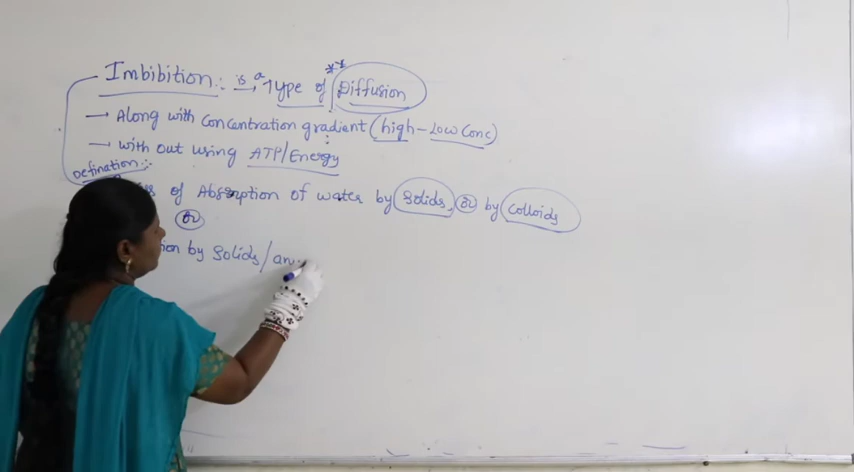 Imbibition :- is a Type of ** Diffusion
→ Along with concentration gradient (high - Low Conc)
→ with out using ATP/Energy
Defination :-
of Absorption of water by Solids (or) by Colloids
(or)
by Solids/